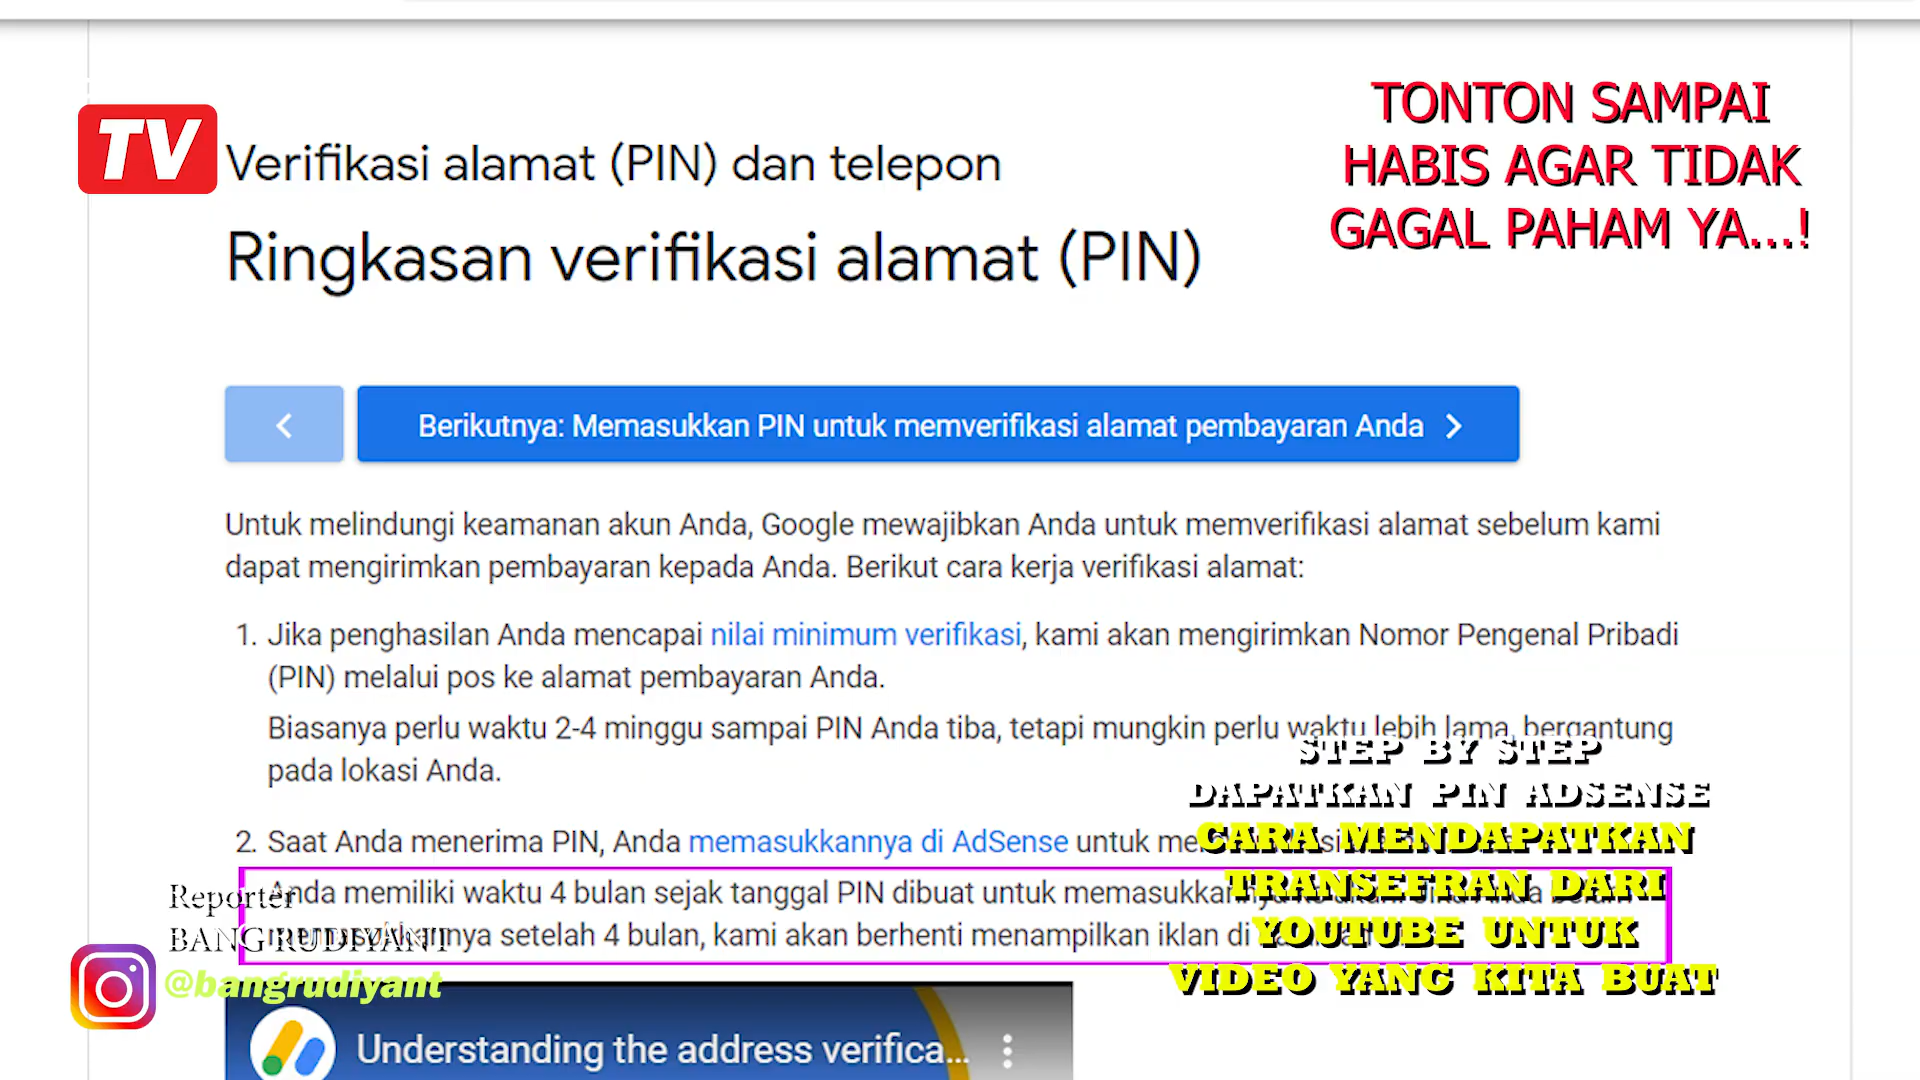 TV
TONTON SAMPAI
HABIS AGAR TIDAK
GAGAL PAHAM YA...!
Verifikasi alamat (PIN) dan telepon
Ringkasan verifikasi alamat (PIN)
Berikutnya: Memasukkan PIN untuk memverifikasi alamat pembayaran Anda
Untuk melindungi keamanan akun Anda, Google mewajibkan Anda untuk memverifikasi alamat sebelum kami
dapat mengirimkan pembayaran kepada Anda. Berikut cara kerja verifikasi alamat:
1. Jika penghasilan Anda mencapai nilai minimum verifikasi, kami akan mengirimkan Nomor Pengenal Pribadi
(PIN) melalui pos ke alamat pembayaran Anda.
Biasanya perlu waktu 2-4 minggu sampai PIN Anda tiba, tetapi mungkin perlu waktu lebih lama, bergantung
pada lokasi Anda.
2. Saat Anda menerima PIN, Anda memasukkannya di AdSense untuk
Anda memiliki waktu 4 bulan sejak tanggal PIN dibuat untuk
setelah 4 bulan, kami akan berhenti menampilkan iklan di
STEP BY STEP
DAPATKAN PIN ADSENSE
CARA MENDAPATKAN
TRANSEFRAN DARI
YOUTUBE UNTUK
VIDEO YANG KITA BUAT
Reporter
BANG RUDIYANT
@bangrudiyant
Understanding the address verifica...